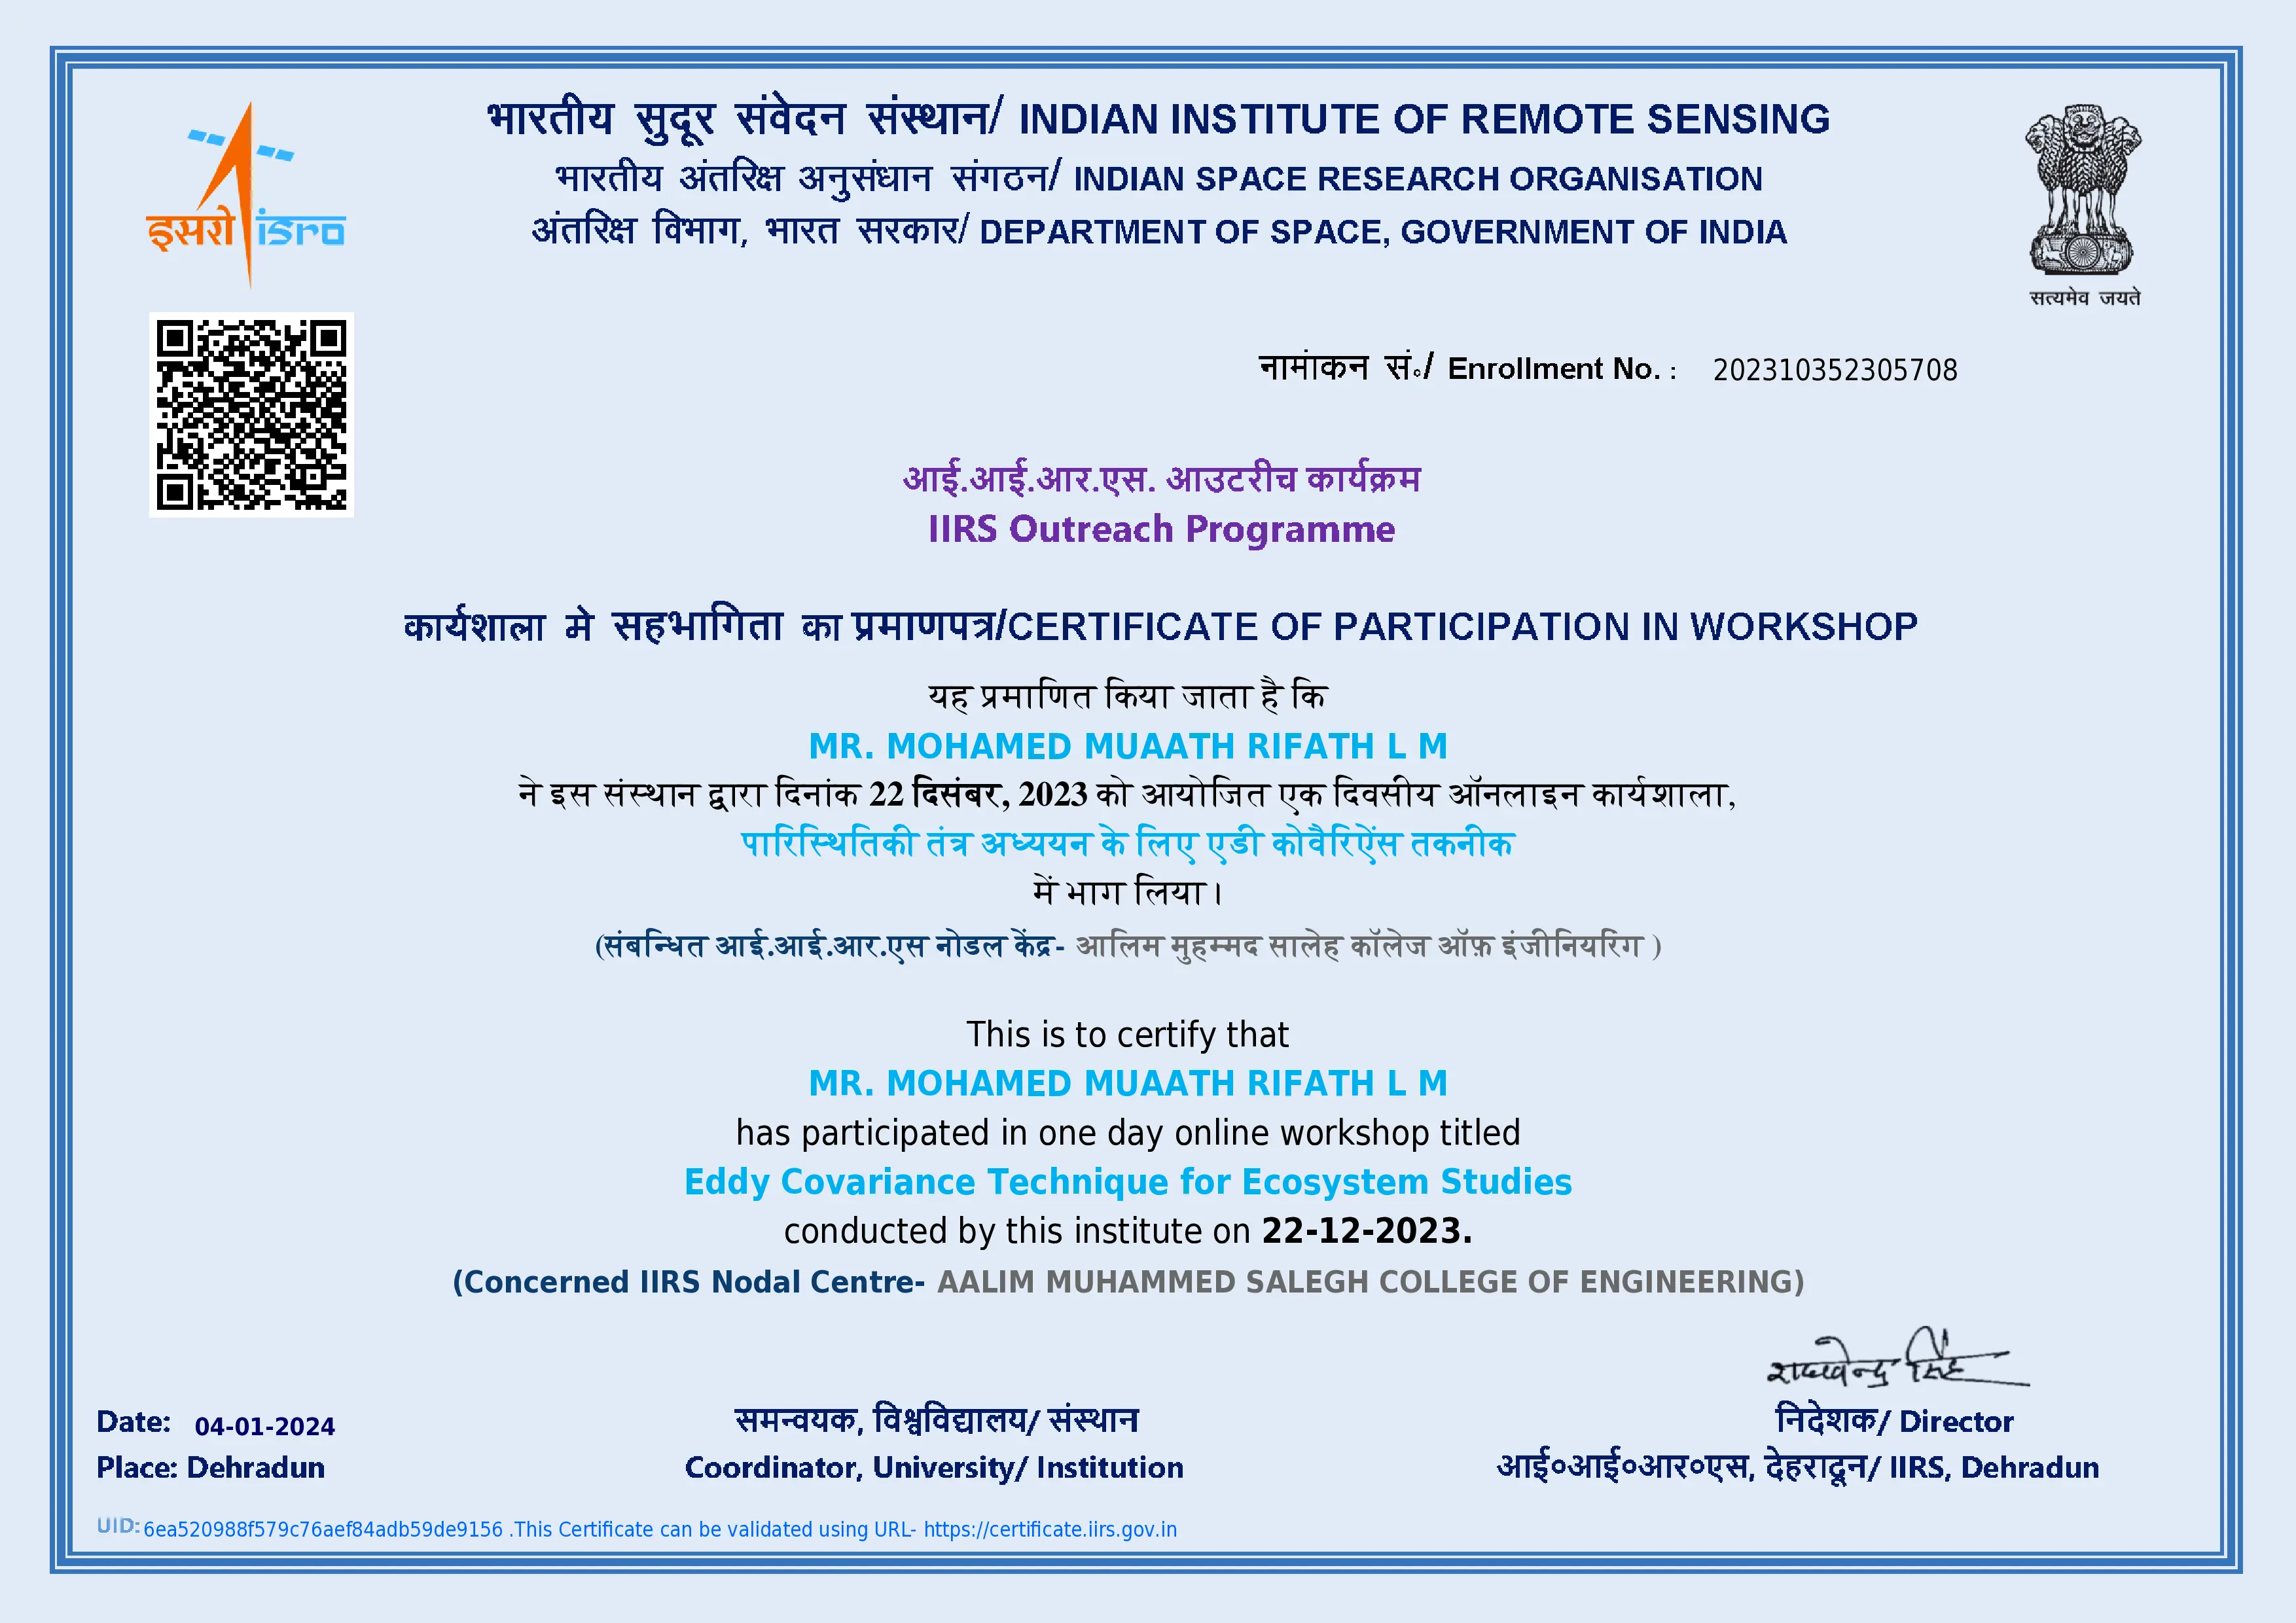 भारतीय सुदूर संवेदन संस्थान/ INDIAN INSTITUTE OF REMOTE SENSING
भारतीय अंतरिक्ष अनुसंधान संगठन/ INDIAN SPACE RESEARCH ORGANISATION
अंतरिक्ष विभाग, भारत सरकार/ DEPARTMENT OF SPACE, GOVERNMENT OF INDIA
इसरो isro
सत्यमेव जयते
नामांकन सं॰/ Enrollment No. : 202310352305708
आई.आई.आर.एस. आउटरीच कार्यक्रम
IIRS Outreach Programme
कार्यशाला मे सहभागिता का प्रमाणपत्र/CERTIFICATE OF PARTICIPATION IN WORKSHOP
यह प्रमाणित किया जाता है कि
MR. MOHAMED MUAATH RIFATH L M
ने इस संस्थान द्वारा दिनांक 22 दिसंबर, 2023 को आयोजित एक दिवसीय ऑनलाइन कार्यशाला,
पारिस्थितिकी तंत्र अध्ययन के लिए एडी कोवैरिऐंस तकनीक
में भाग लिया।
(संबन्धित आई.आई.आर.एस नोडल केंद्र- आलिम मुहम्मद सालेह कॉलेज ऑफ़ इंजीनियरिंग )
This is to certify that
MR. MOHAMED MUAATH RIFATH L M
has participated in one day online workshop titled
Eddy Covariance Technique for Ecosystem Studies
conducted by this institute on 22-12-2023.
(Concerned IIRS Nodal Centre- AALIM MUHAMMED SALEGH COLLEGE OF ENGINEERING)
राघवेन्द्र सिंह
Date: 04-01-2024
समन्वयक, विश्वविद्यालय/ संस्थान
निदेशक/ Director
Place: Dehradun
Coordinator, University/ Institution
आई०आई०आर०एस, देहरादून/ IIRS, Dehradun
UID: 6ea520988f579c76aef84adb59de9156 .This Certificate can be validated using URL- https://certificate.iirs.gov.in